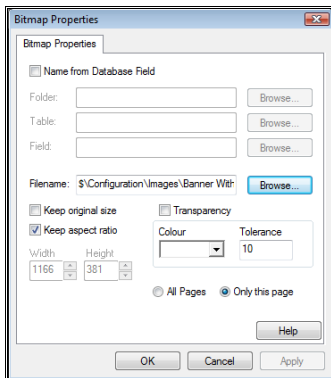 Bitmap Properties
Bitmap Properties
Name from Database Field
Folder: Browse...
Table: Browse...
Field: Browse...
Filename: $\Configuration\Images\Banner With Browse...
Keep original size Transparency
Keep aspect ratio Colour Tolerance
Width Height 10
1166 381
All Pages Only this page
Help
OK Cancel Apply